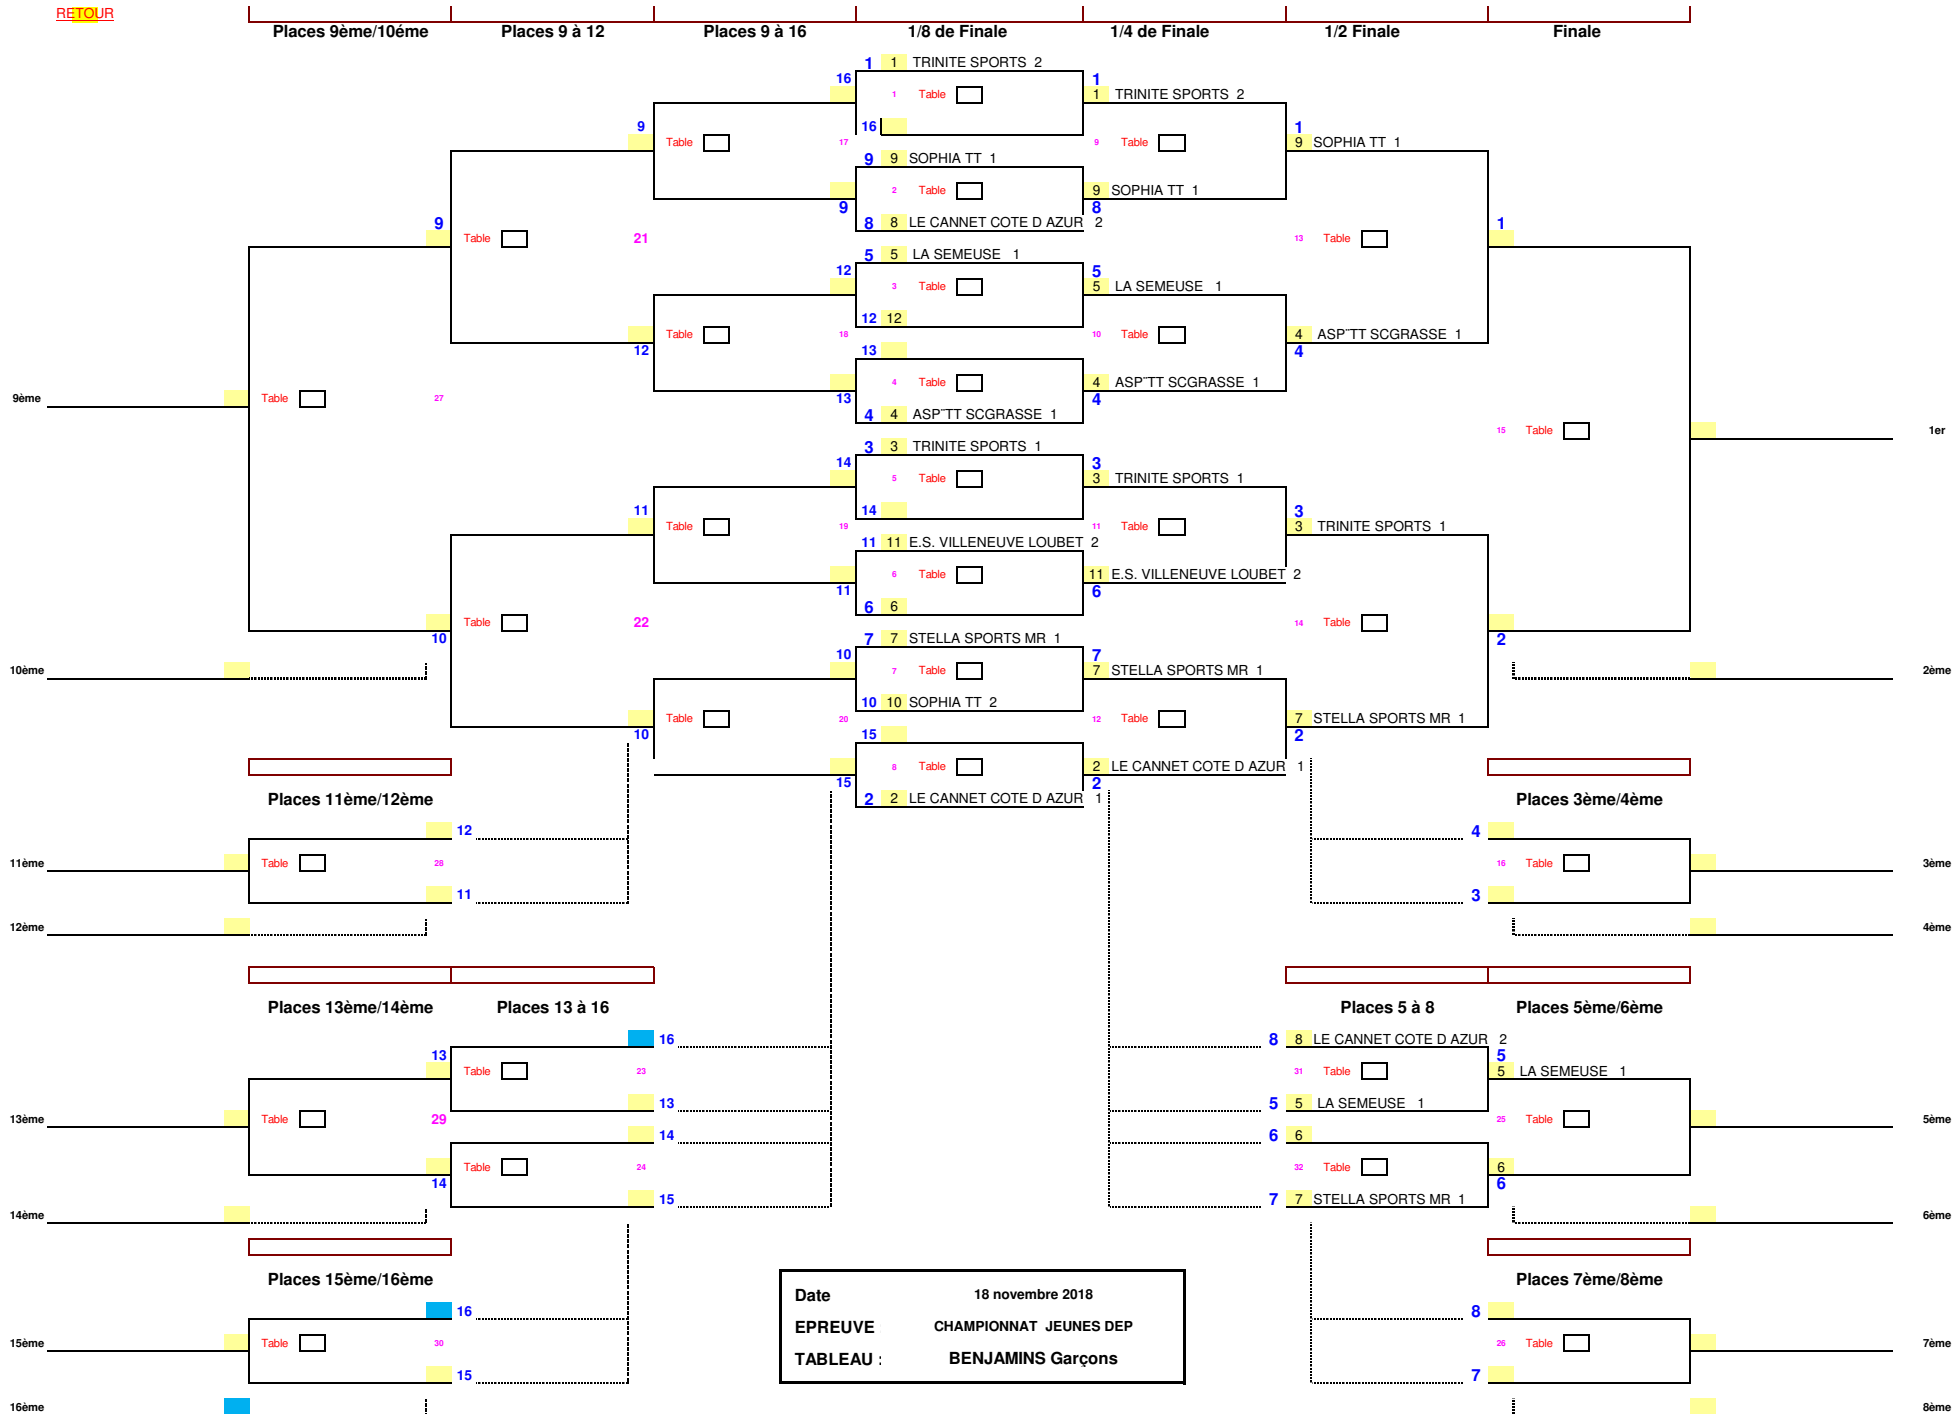 RETOUR
Places 9ème/10éme Places 9 à 12 Places 9 à 16 1/8 de Finale 1/4 de Finale 1/2 Finale Finale
1 1 TRINITE SPORTS 2
16 1
1 Table 1 TRINITE SPORTS 2
9 16 1
Table 17 9 Table 9 SOPHIA TT 1
9 9 SOPHIA TT 1
2 Table 9 SOPHIA TT 1
9 8
9 8 8 LE CANNET COTE D AZUR 2 1
Table 21 13 Table
5 5 LA SEMEUSE 1
12 5
3 Table 5 LA SEMEUSE 1
12 12
Table 18 10 Table 4 ASP¨TT SCGRASSE 1
12 13 4
4 Table 4 ASP¨TT SCGRASSE 1
9ème Table 27 13 4
4 4 ASP¨TT SCGRASSE 1
15 Table 1er
3 3 TRINITE SPORTS 1
14 3
5 Table 3 TRINITE SPORTS 1
11 14 3
Table 19 11 Table 3 TRINITE SPORTS 1
11 11 E.S. VILLENEUVE LOUBET 2
6 Table 11 E.S. VILLENEUVE LOUBET 2
11 6
6 6
Table 22 14 Table
10 7 7 STELLA SPORTS MR 1 2
10 7
10ème 7 Table 7 STELLA SPORTS MR 1 2ème
10 10 SOPHIA TT 2
Table 20 12 Table 7 STELLA SPORTS MR 1
10 15 2
8 Table 2 LE CANNET COTE D AZUR 1
15 2
Places 11ème/12ème 2 2 LE CANNET COTE D AZUR 1 Places 3ème/4ème
12 4
11ème Table 28 16 Table 3ème
11 3
12ème 4ème
Places 13ème/14ème Places 13 à 16 Places 5 à 8 Places 5ème/6ème
16 8 8 LE CANNET COTE D AZUR 2
13 5
Table 23 31 Table 5 LA SEMEUSE 1
13 5 5 LA SEMEUSE 1
13ème Table 29 25 Table 5ème
14 6 6
Table 24 32 Table 6
14 6
15 7 7 STELLA SPORTS MR 1
14ème 6ème
Places 15ème/16ème Places 7ème/8ème
Date 18 novembre 2018
16 8
EPREUVE CHAMPIONNAT JEUNES DEP
15ème Table 30 26 Table 7ème
TABLEAU : BENJAMINS Garçons
15 7
16ème 8ème